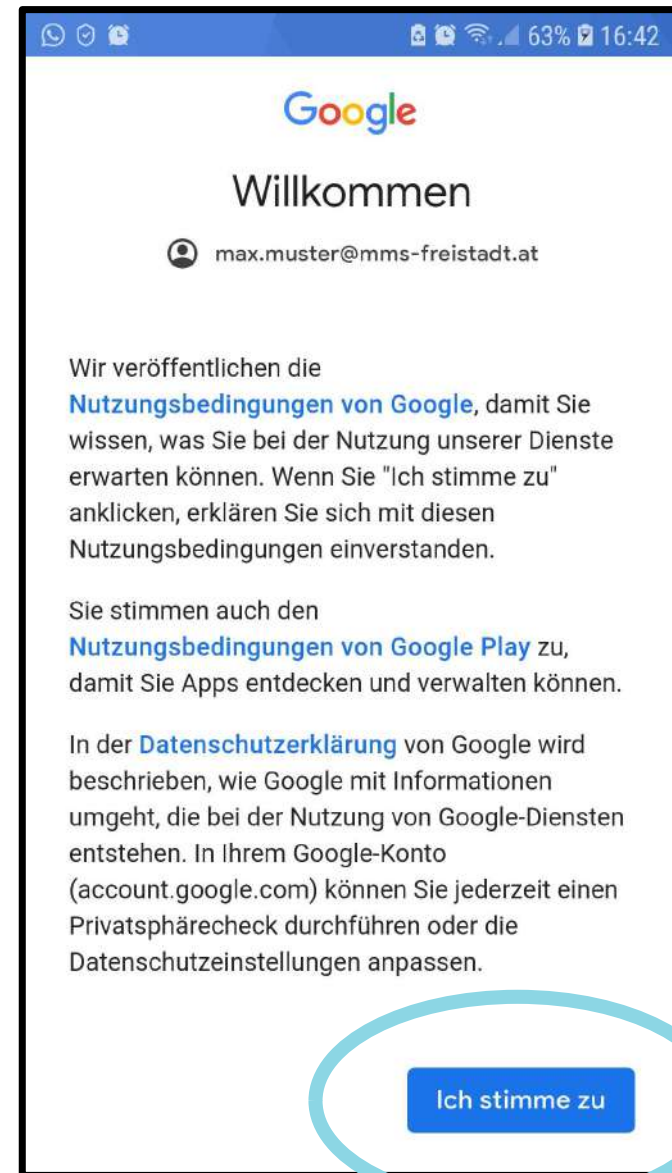 63% 16:42
Google
Willkommen
max.muster@mms-freistadt.at
Wir veröffentlichen die
Nutzungsbedingungen von Google, damit Sie
wissen, was Sie bei der Nutzung unserer Dienste
erwarten können. Wenn Sie "Ich stimme zu"
anklicken, erklären Sie sich mit diesen
Nutzungsbedingungen einverstanden.
Sie stimmen auch den
Nutzungsbedingungen von Google Play zu,
damit Sie Apps entdecken und verwalten können.
In der Datenschutzerklärung von Google wird
beschrieben, wie Google mit Informationen
umgeht, die bei der Nutzung von Google-Diensten
entstehen. In Ihrem Google-Konto
(account.google.com) können Sie jederzeit einen
Privatsphärecheck durchführen oder die
Datenschutzeinstellungen anpassen.
Ich stimme zu